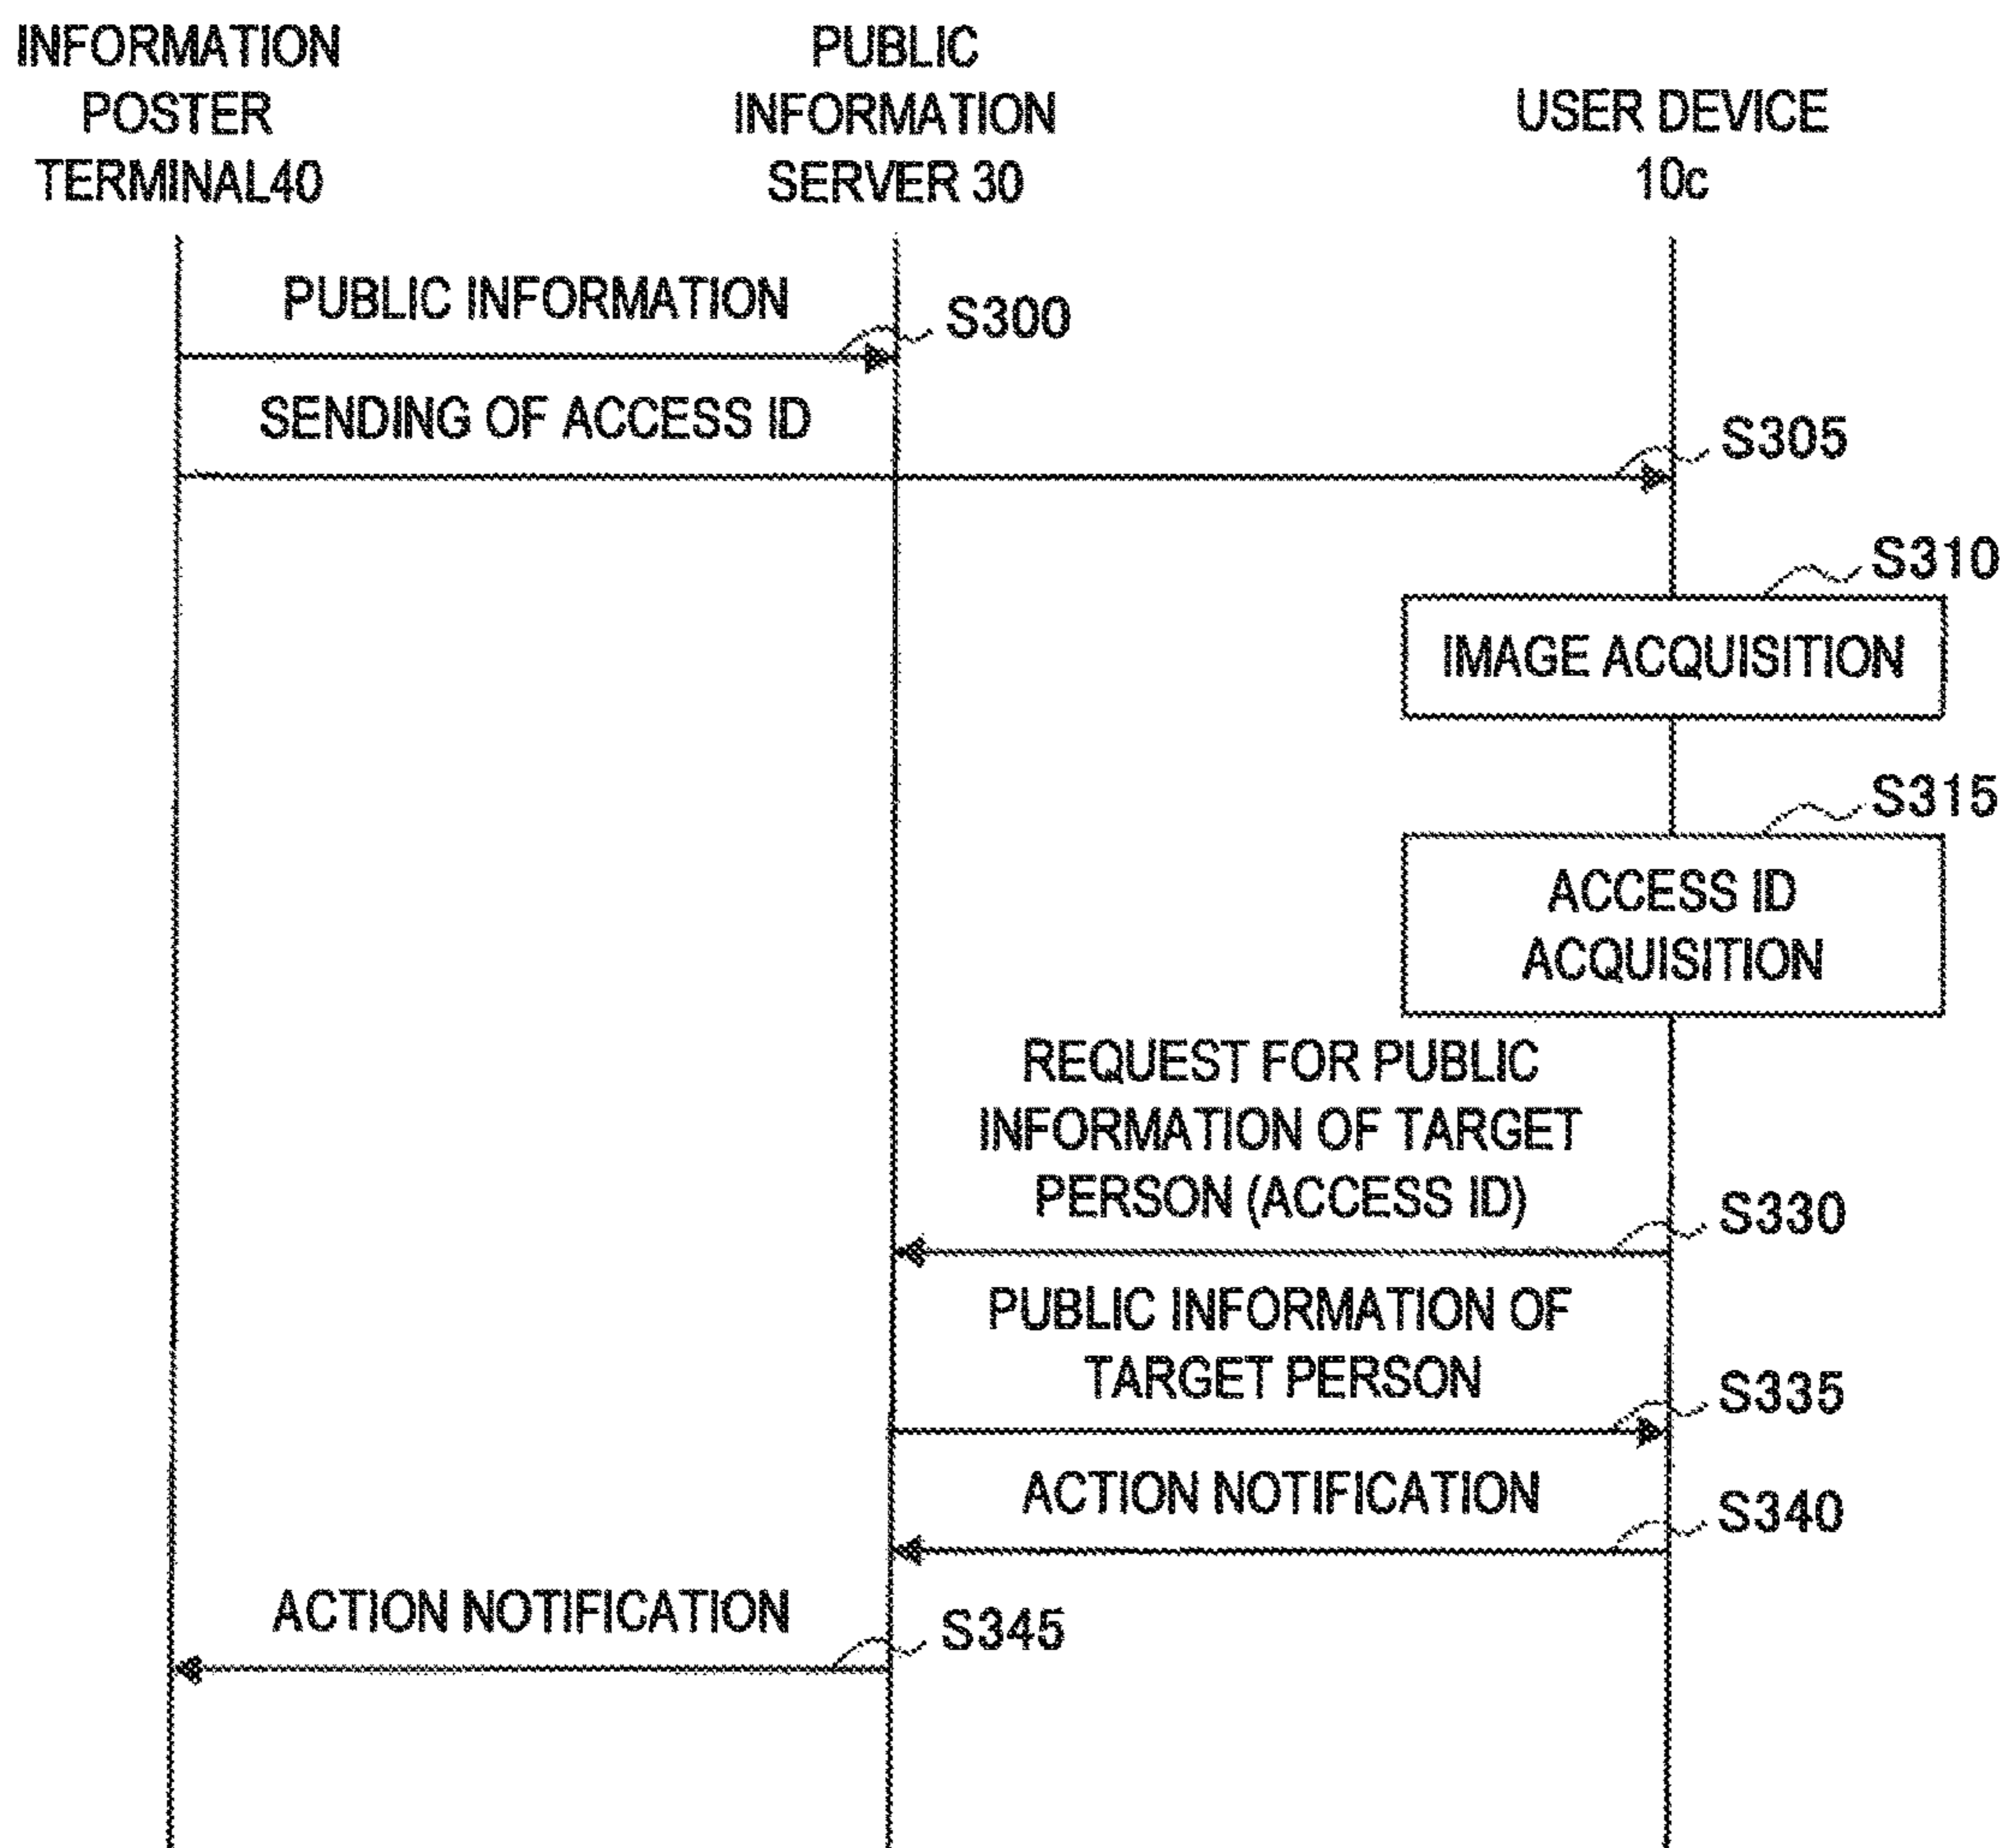 INFORMATION
POSTER
TERMINAL40
PUBLIC
INFORMATION
SERVER 30
USER DEVICE
10c
PUBLIC INFORMATION
S300
SENDING OF ACCESS ID
S305
S310
IMAGE ACQUISITION
S315
ACCESS ID
ACQUISITION
REQUEST FOR PUBLIC
INFORMATION OF TARGET
PERSON (ACCESS ID)
S330
PUBLIC INFORMATION OF
TARGET PERSON
S335
ACTION NOTIFICATION
S340
ACTION NOTIFICATION
S345